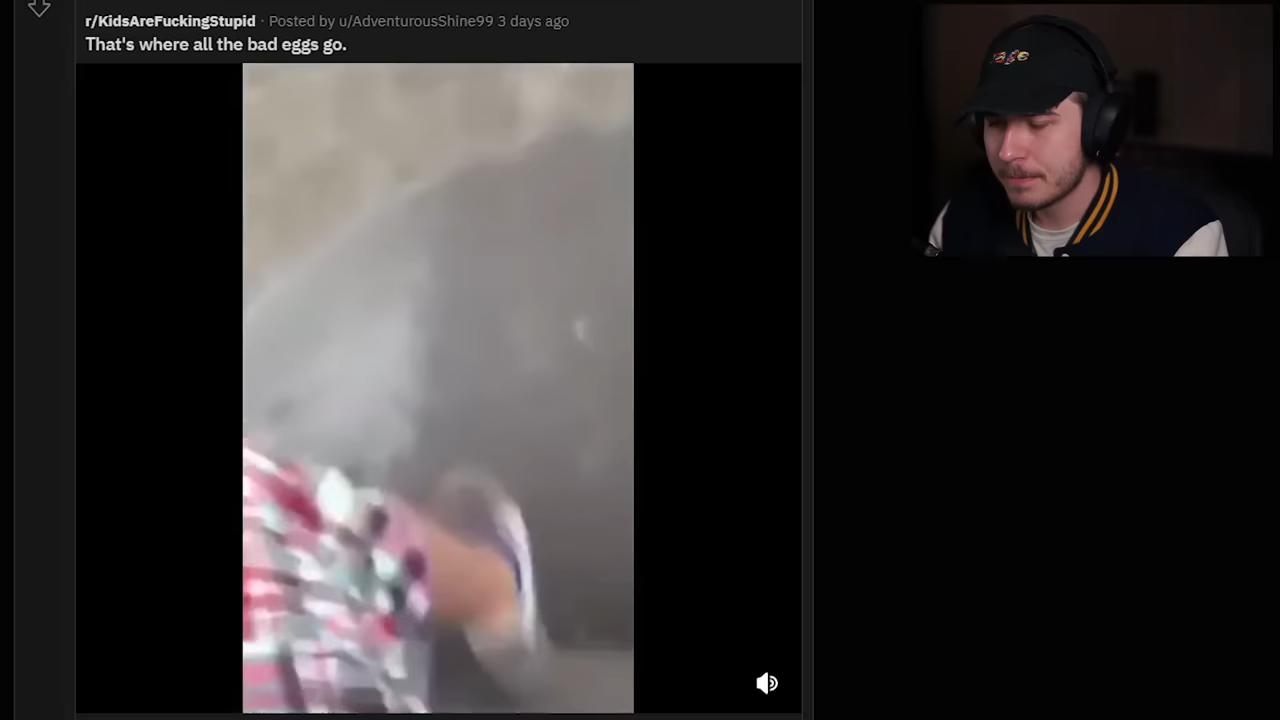 r/KidsAreFuckingStupid · Posted by u/AdventurousShine99 3 days ago
That's where all the bad eggs go.